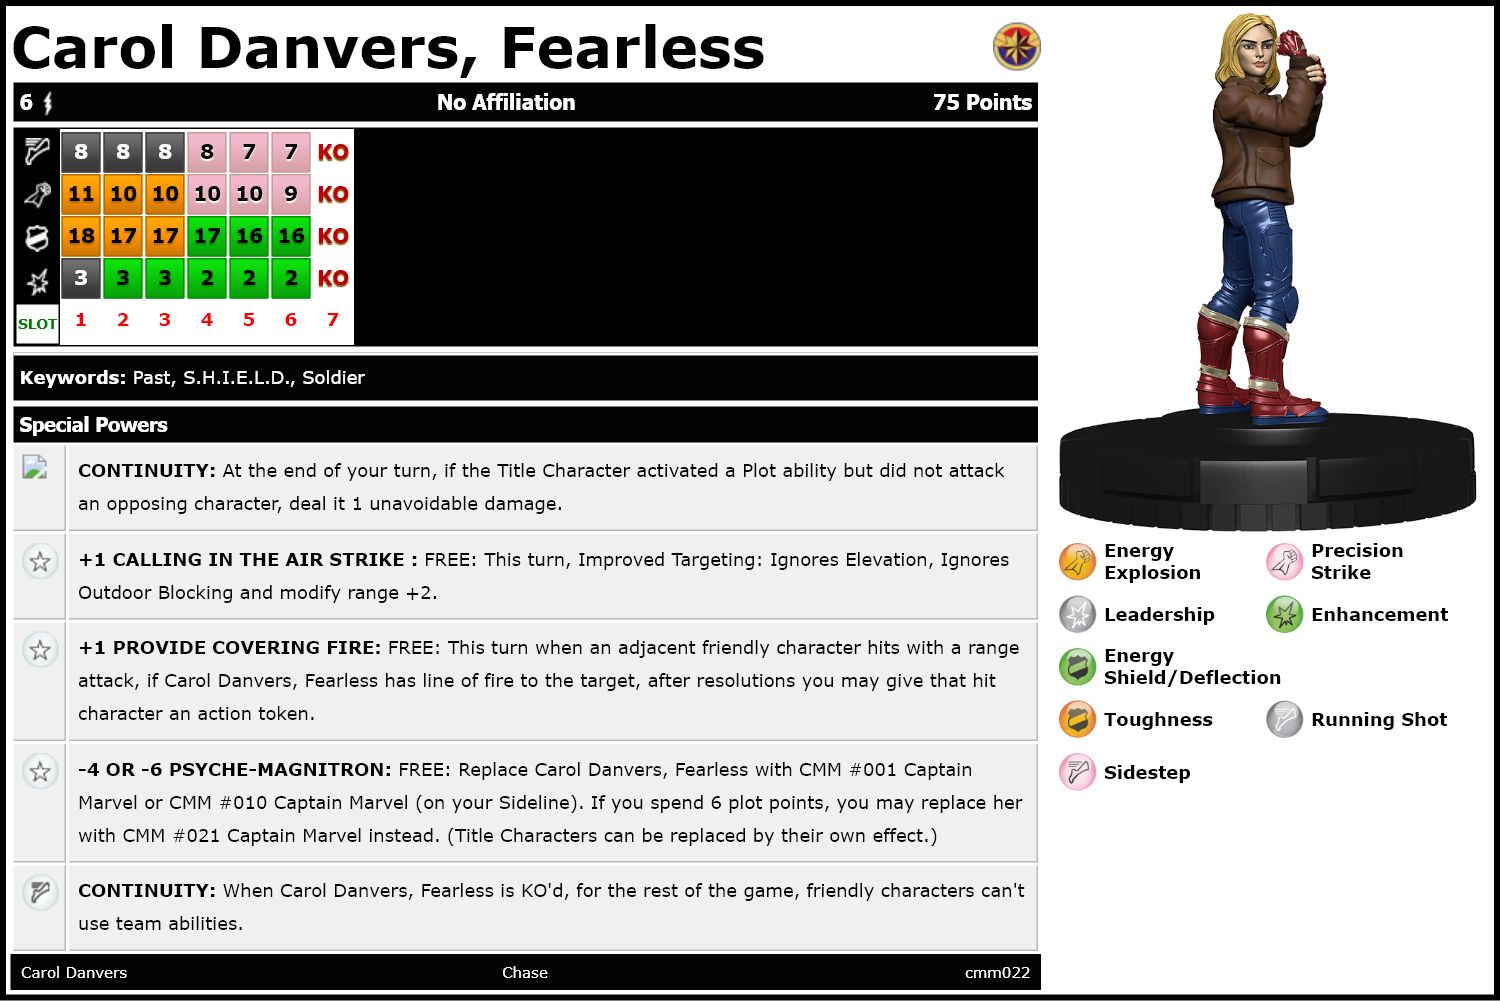 Carol Danvers, Fearless
6 No Affiliation 75 Points
8 8 8 8 7 7 KO
11 10 10 10 10 9 KO
18 17 17 17 16 16 KO
3 3 3 2 2 2 KO
SLOT 1 2 3 4 5 6 7
Keywords: Past, S.H.I.E.L.D., Soldier
Special Powers
CONTINUITY: At the end of your turn, if the Title Character activated a Plot ability but did not attack
an opposing character, deal it 1 unavoidable damage.
+1 CALLING IN THE AIR STRIKE : FREE: This turn, Improved Targeting: Ignores Elevation, Ignores
Outdoor Blocking and modify range +2.
+1 PROVIDE COVERING FIRE: FREE: This turn when an adjacent friendly character hits with a range
attack, if Carol Danvers, Fearless has line of fire to the target, after resolutions you may give that hit
character an action token.
-4 OR -6 PSYCHE-MAGNITRON: FREE: Replace Carol Danvers, Fearless with CMM #001 Captain
Marvel or CMM #010 Captain Marvel (on your Sideline). If you spend 6 plot points, you may replace her
with CMM #021 Captain Marvel instead. (Title Characters can be replaced by their own effect.)
CONTINUITY: When Carol Danvers, Fearless is KO'd, for the rest of the game, friendly characters can't
use team abilities.
Carol Danvers Chase cmm022
Energy
Explosion
Precision
Strike
Leadership
Enhancement
Energy
Shield/Deflection
Toughness
Running Shot
Sidestep